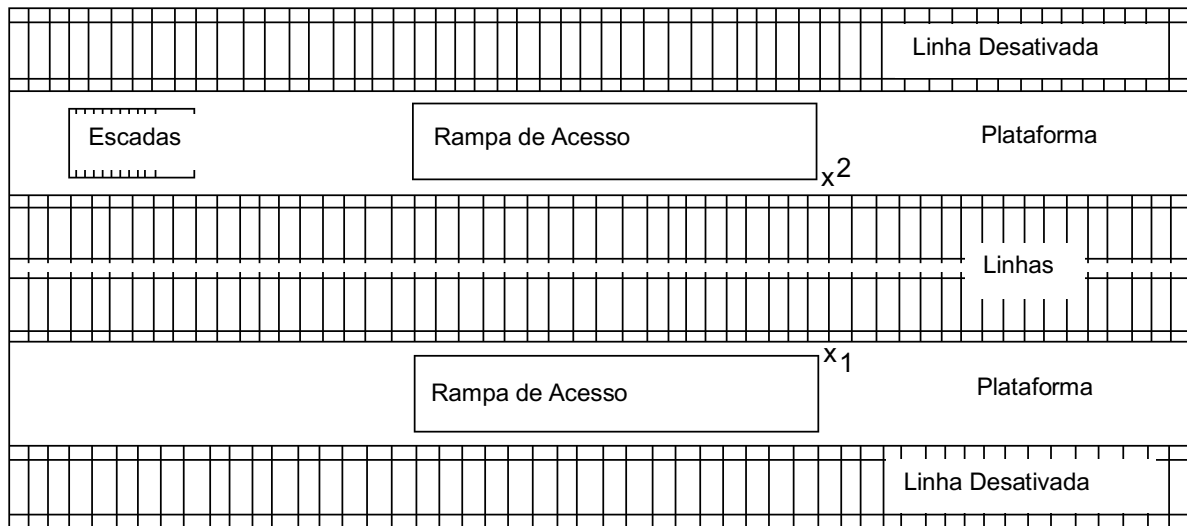 Linha Desativada
Escadas
Rampa de Acesso
Plataforma
x2
Linhas
x1
Rampa de Acesso
Plataforma
Linha Desativada